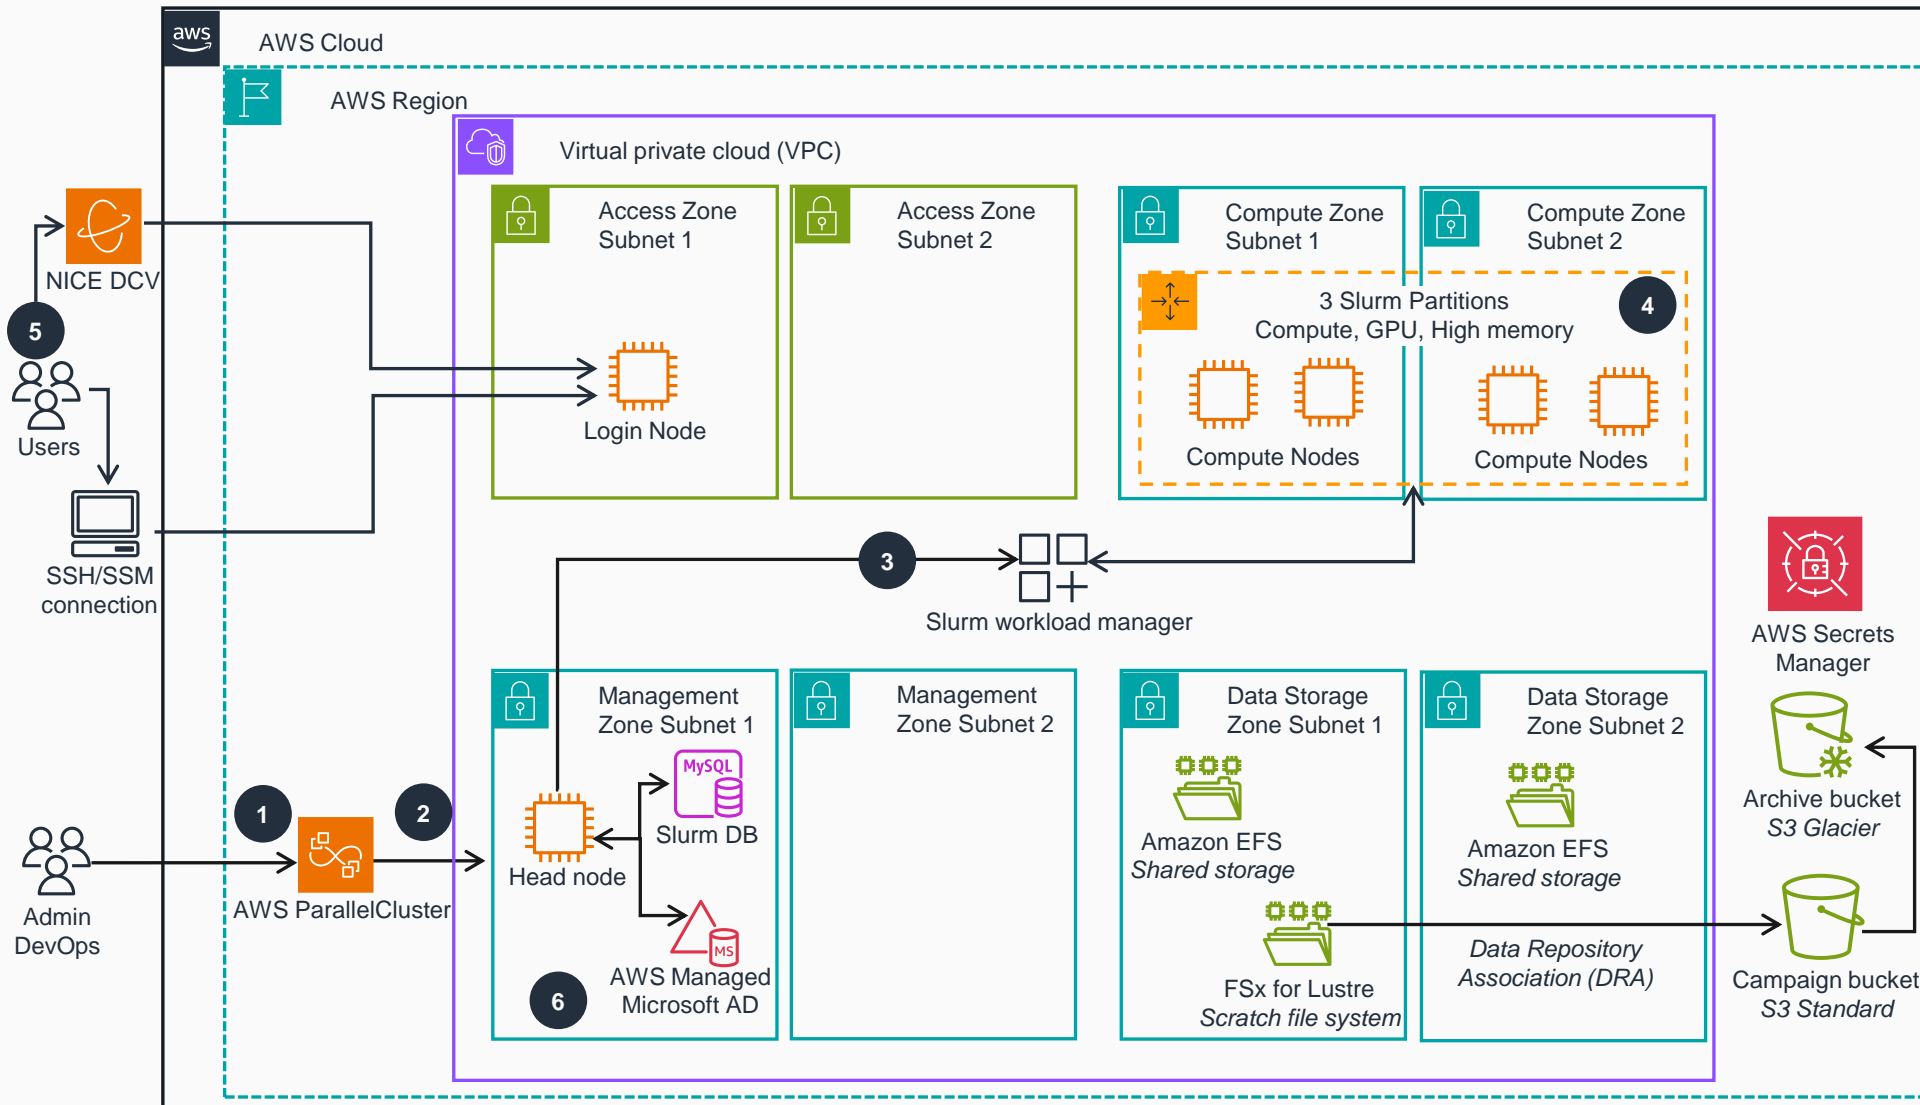 aws
AWS Cloud
AWS Region
Virtual private cloud (VPC)
Access Zone
Subnet 1
Access Zone
Subnet 2
Compute Zone
Subnet 1
Compute Zone
Subnet 2
NICE DCV
5
Users
SSH/SSM
connection
Login Node
3 Slurm Partitions
Compute, GPU, High memory
4
Compute Nodes
Compute Nodes
3
Slurm workload manager
AWS Secrets
Manager
Management
Zone Subnet 1
Management
Zone Subnet 2
Data Storage
Zone Subnet 1
Data Storage
Zone Subnet 2
1
2
Admin
DevOps
AWS ParallelCluster
Head node
MySQL
Slurm DB
MS
AWS Managed
Microsoft AD
6
Amazon EFS
Shared storage
Amazon EFS
Shared storage
FSx for Lustre
Scratch file system
Data Repository
Association (DRA)
Archive bucket
S3 Glacier
Campaign bucket
S3 Standard